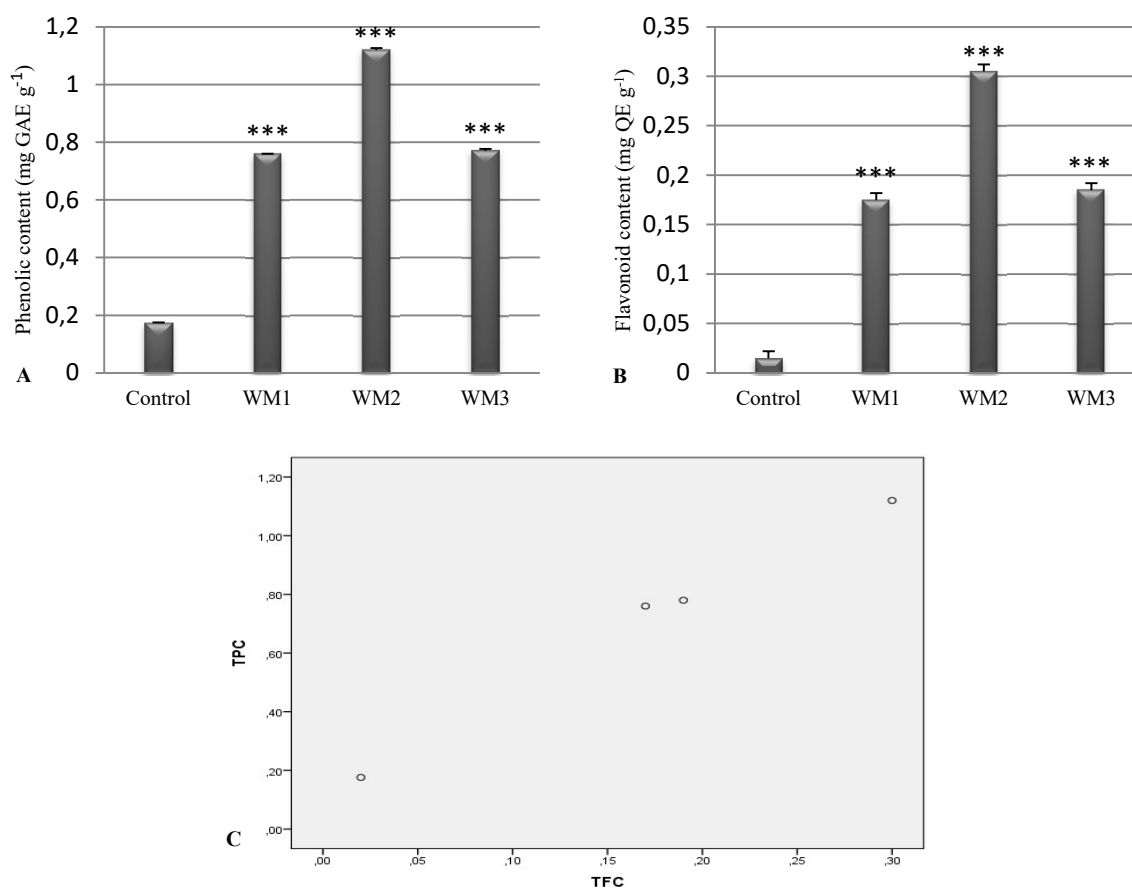 Phenolic content (mg GAE g-1)
1,2
1
0,8
0,6
0,4
0,2
0
***
***
***
A
Control WM1 WM2 WM3
Flavonoid content (mg QE g-1)
0,35
0,3
0,25
0,2
0,15
0,1
0,05
0
***
***
***
B
Control WM1 WM2 WM3
TPC
1,20
1,00
,80
,60
,40
,20
,00
C
,00 ,05 ,10 ,15 ,20 ,25 ,30
TFC